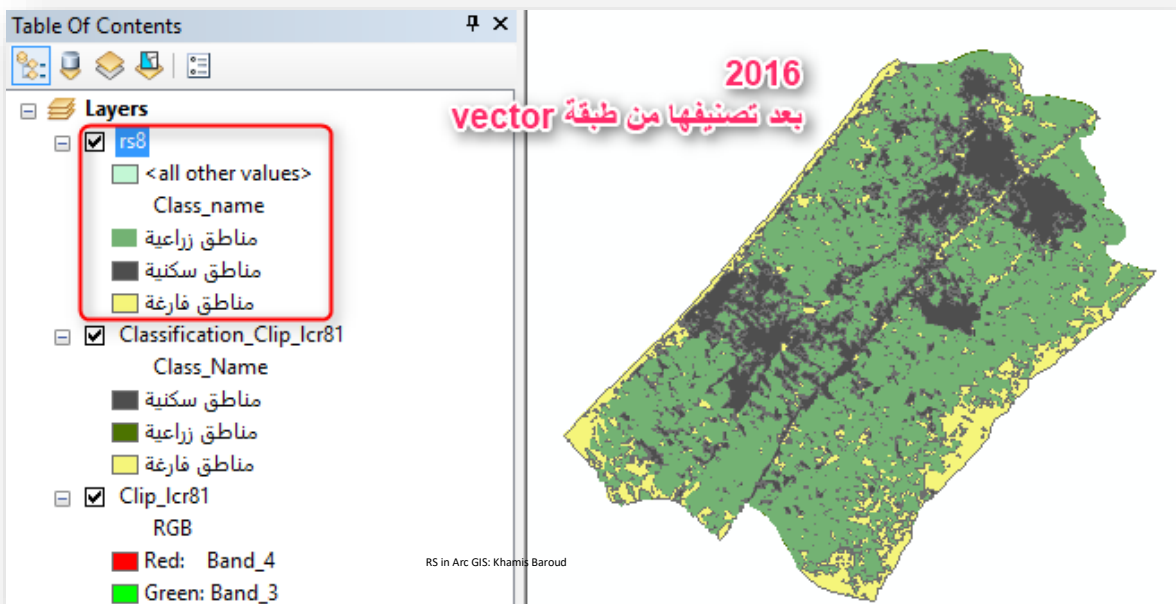 Table Of Contents
Layers
rs8
<all other values>
Class_name
مناطق زراعية
مناطق سكنية
مناطق فارغة
Classification_Clip_lcr81
Class_Name
مناطق سكنية
مناطق زراعية
مناطق فارغة
Clip_lcr81
RGB
Red: Band_4
Green: Band_3
2016
بعد تصنيفها من طبقة vector
RS in Arc GIS: Khamis Baroud